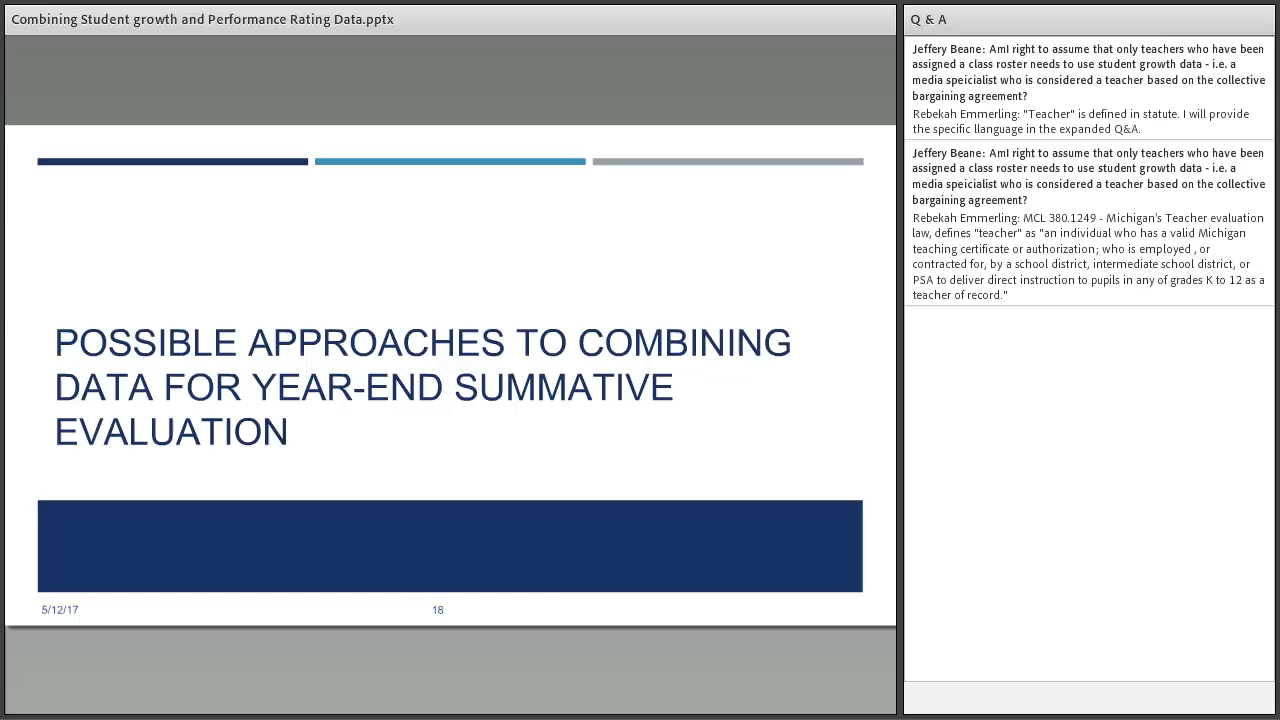 Combining Student growth and Performance Rating Data.pptx
POSSIBLE APPROACHES TO COMBINING
DATA FOR YEAR-END SUMMATIVE
EVALUATION
5/12/17
18
Q & A
Jeffery Beane: AmI right to assume that only teachers who have been
assigned a class roster needs to use student growth data - i.e. a
media speicialist who is considered a teacher based on the collective
bargaining agreement?
Rebekah Emmerling: "Teacher" is defined in statute. I will provide
the specific llanguage in the expanded Q&A.
Jeffery Beane: AmI right to assume that only teachers who have been
assigned a class roster needs to use student growth data - i.e. a
media speicialist who is considered a teacher based on the collective
bargaining agreement?
Rebekah Emmerling: MCL 380.1249 - Michigan's Teacher evaluation
law, defines "teacher" as "an individual who has a valid Michigan
teaching certificate or authorization; who is employed , or
contracted for, by a school district, intermediate school district, or
PSA to deliver direct instruction to pupils in any of grades K to 12 as a
teacher of record."